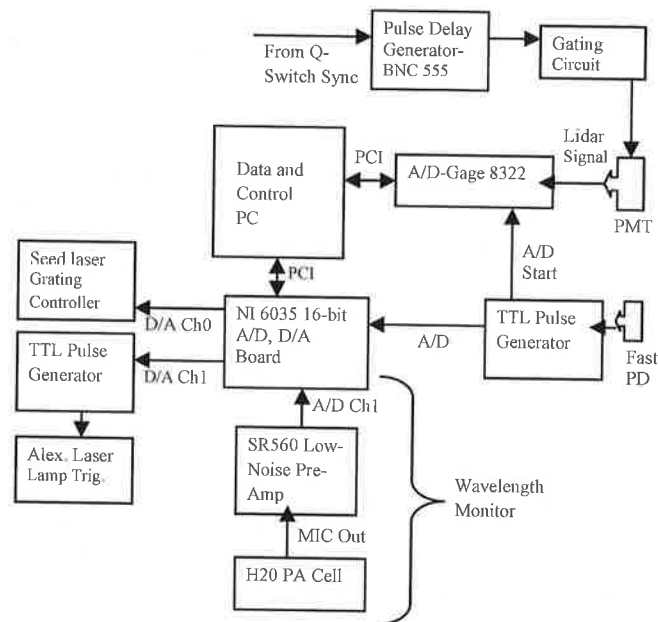 From Q-
Switch Sync
Pulse Delay
Generator-
BNC 555
Gating
Circuit
Lidar
Signal
PMT
Data and
Control
PC
PCI
A/D-Gage 8322
A/D
Start
PCI
Seed laser
Grating
Controller
D/A Ch0
NI 6035 16-bit
A/D, D/A
Board
A/D
TTL Pulse
Generator
Fast
PD
TTL Pulse
Generator
D/A Ch1
Alex. Laser
Lamp Trig.
A/D Ch1
SR560 Low-
Noise Pre-
Amp
MIC Out
H20 PA Cell
Wavelength
Monitor